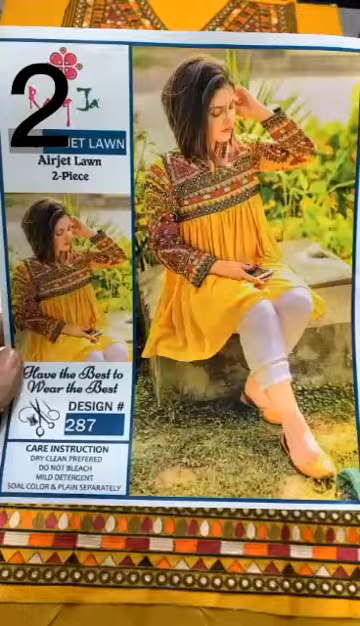 2
JET LAWN
Airjet Lawn
2-Piece
Have the Best to
Wear the Best
DESIGN #
287
CARE INSTRUCTION
DRY CLEAN PREFERED
DO NOT BLEACH
MILD DETERGENT
SOAL COLOR & PLAIN SEPARATELY